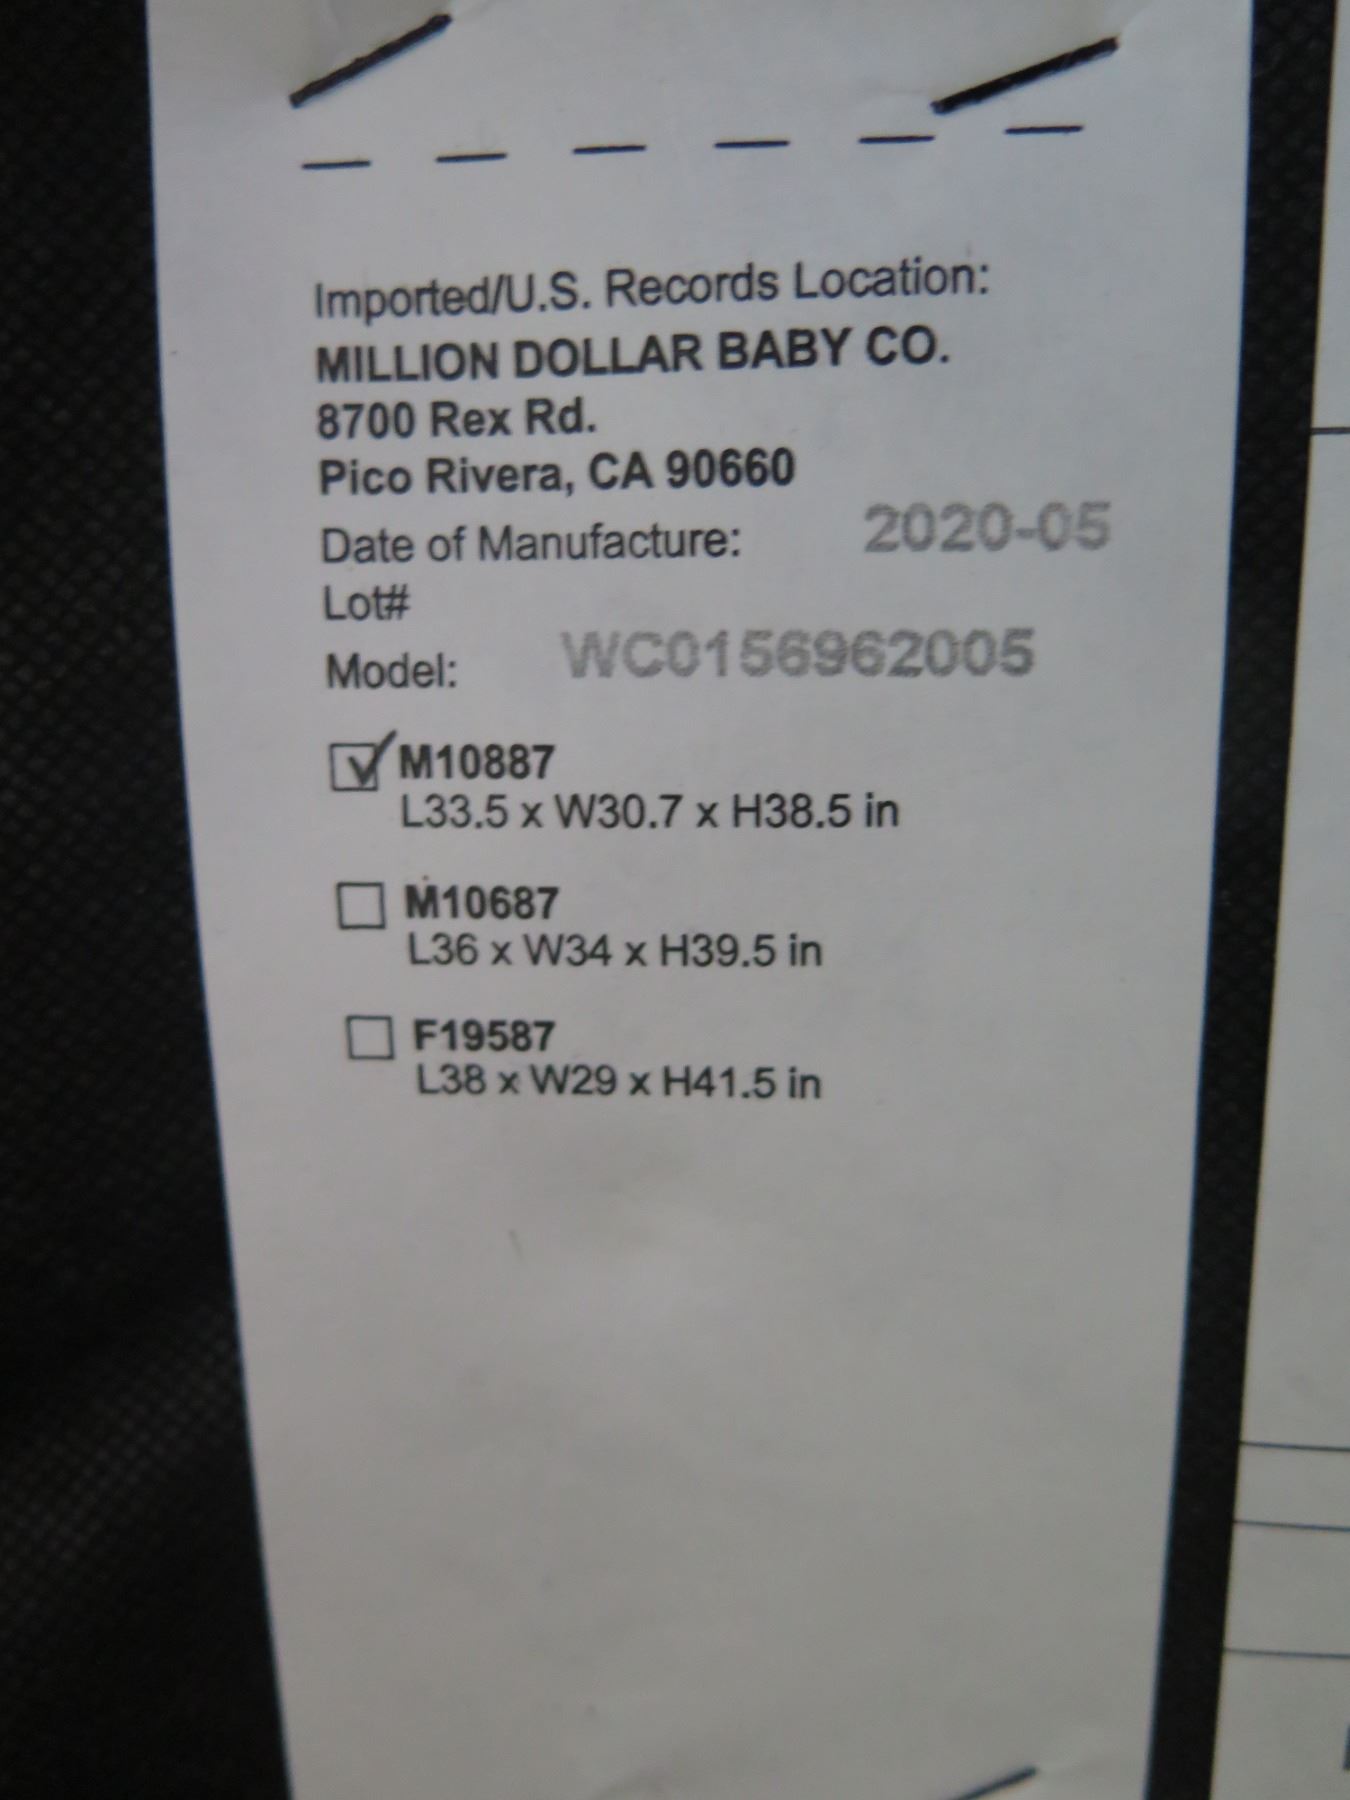 Imported/U.S. Records Location:
MILLION DOLLAR BABY CO.
8700 Rex Rd.
Pico Rivera, CA 90660
Date of Manufacture: 2020-05
Lot#
Model: WC0156962005
M10887
L33.5 x W30.7 x H38.5 in
M10687
L36 x W34 x H39.5 in
F19587
L38 x W29 x H41.5 in